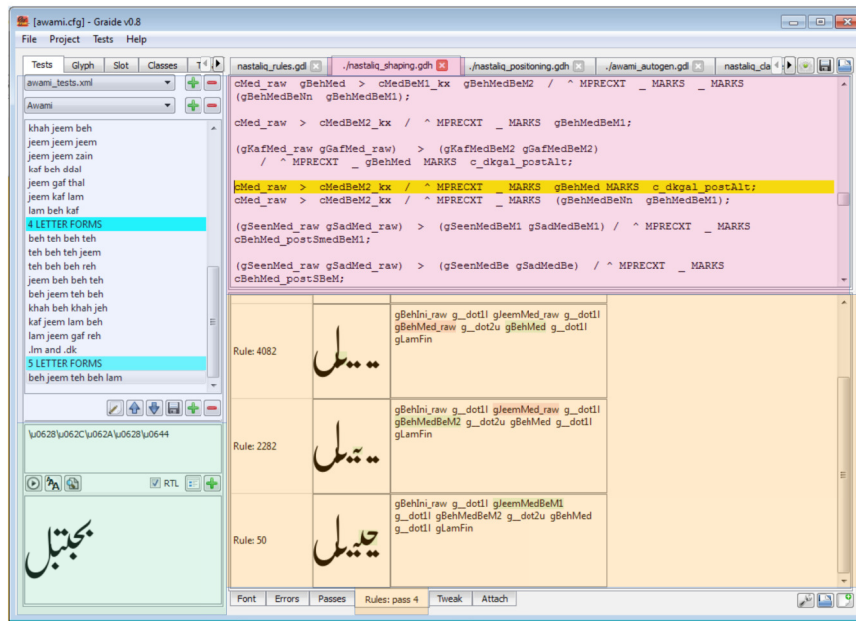 [awami.cfg] - Graide v0.8
File Project Tests Help
Tests Glyph Slot Classes
awami_tests.xml
Awami
khah jeem beh
jeem jeem jeem
jeem jeem zain
kaf beh ddal
jeem gaf thal
jeem kaf lam
lam beh kaf
4 LETTER FORMS
beh teh beh teh
teh beh teh jeem
teh beh beh reh
jeem beh beh teh
beh jeem teh beh
khah beh khah jeh
kaf jeem lam beh
lam jeem gaf reh
.lm and .dk
5 LETTER FORMS
beh jeem teh beh lam
\u0628\u062C\u062A\u0628\u0644
RTL
بجتبل
nastaliq_rules.gdl ./nastaliq_shaping.gdh ./nastaliq_positioning.gdh ./awami_autogen.gdl nastaliq_cla
cMed_raw gBehMed > cMedBeM1_kx gBehMedBeM2 / ^ MPRECXT _ MARKS _ MARKS
(gBehMedBeNn gBehMedBeM1);
cMed_raw > cMedBeM2_kx / ^ MPRECXT _ MARKS gBehMedBeM1;
(gKafMed_raw gGafMed_raw) > (gKafMedBeM2 gGafMedBeM2)
/ ^ MPRECXT _ gBehMed MARKS c_dkgal_postAlt;
cMed_raw > cMedBeM2_kx / ^ MPRECXT _ MARKS gBehMed MARKS c_dkgal_postAlt;
cMed_raw > cMedBeM2_kx / ^ MPRECXT _ MARKS (gBehMedBeNn gBehMedBeM1);
(gSeenMed_raw gSadMed_raw) > (gSeenMedBeM1 gSadMedBeM1) / ^ MPRECXT _ MARKS
cBehMed_postSmedBeM1;
(gSeenMed_raw gSadMed_raw) > (gSeenMedBe gSadMedBe) / ^ MPRECXT _ MARKS
cBehMed_postSBeM;
Rule: 4082
gBehIni_raw g__dot1l gJeemMed_raw g__dot1l
gBehMed_raw g__dot2u gBehMed g__dot1l
gLamFin
Rule: 2282
gBehIni_raw g__dot1l gJeemMed_raw g__dot1l
gBehMedBeM2 g__dot2u gBehMed g__dot1l
gLamFin
Rule: 50
gBehIni_raw g__dot1l gJeemMedBeM1
g__dot1l gBehMedBeM2 g__dot2u gBehMed
g__dot1l gLamFin
Font Errors Passes Rules: pass 4 Tweak Attach